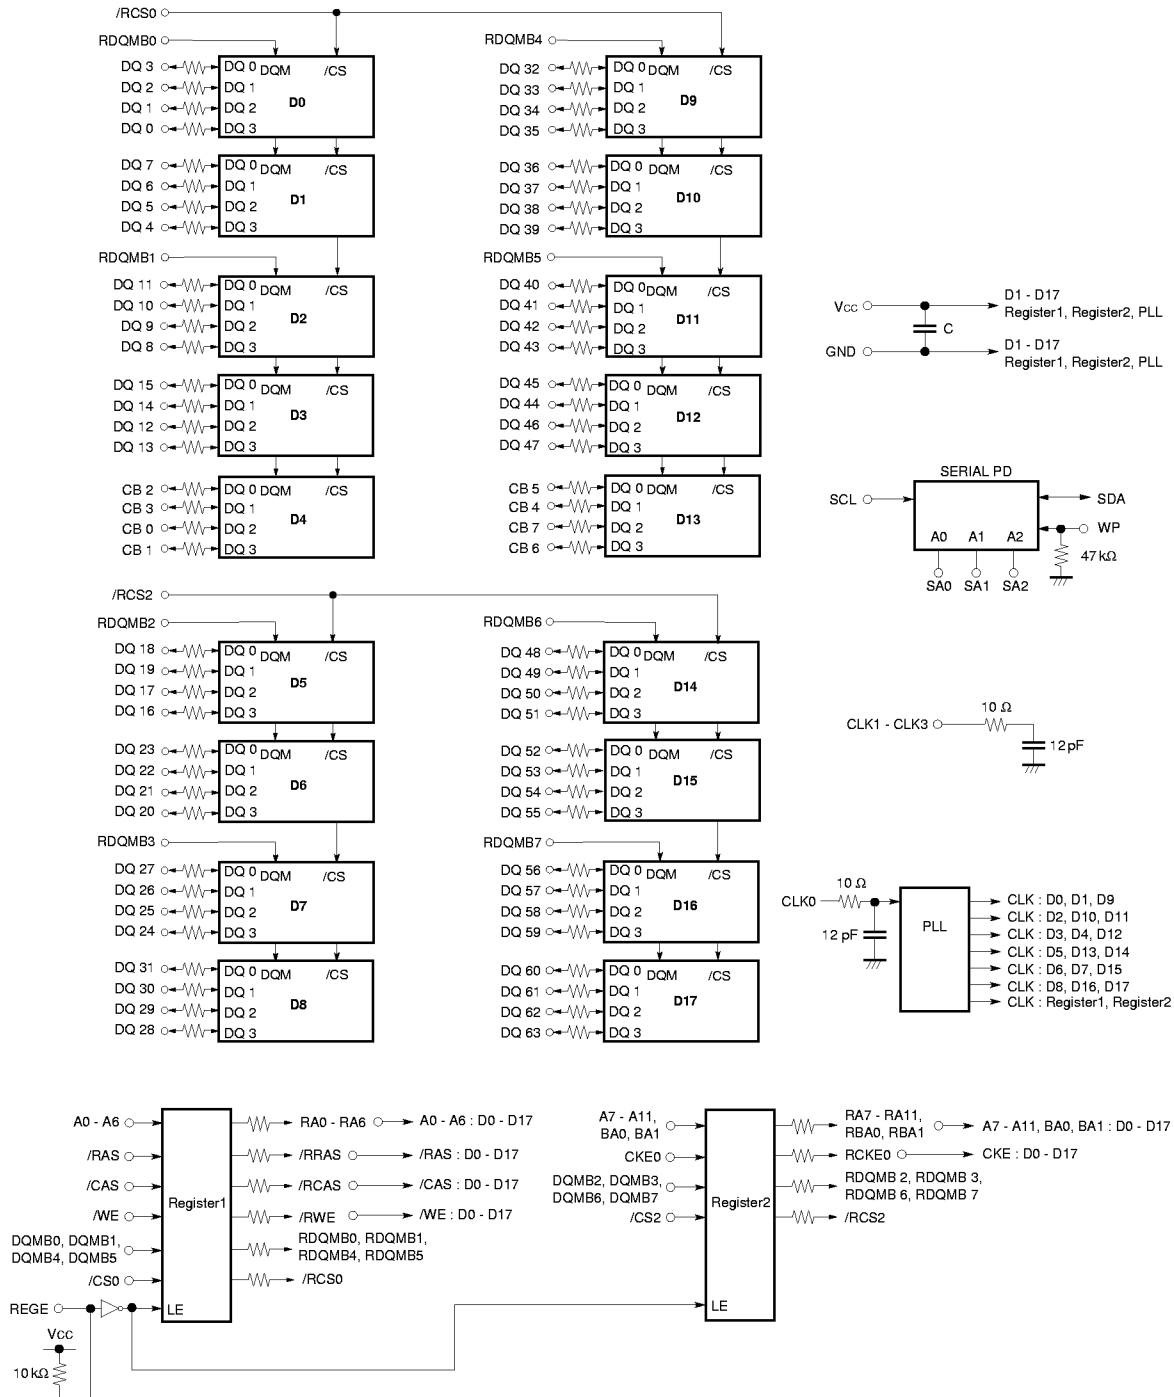 /RCS0
RDQMB0
DQ 3 DQ 0 DQM /CS
DQ 2 DQ 1
DQ 1 DQ 2 D0
DQ 0 DQ 3
DQ 7 DQ 0 DQM /CS
DQ 6 DQ 1
DQ 5 DQ 2 D1
DQ 4 DQ 3
RDQMB1
DQ 11 DQ 0 DQM /CS
DQ 10 DQ 1
DQ 9 DQ 2 D2
DQ 8 DQ 3
DQ 15 DQ 0 DQM /CS
DQ 14 DQ 1
DQ 12 DQ 2 D3
DQ 13 DQ 3
CB 2 DQ 0 DQM /CS
CB 3 DQ 1
CB 0 DQ 2 D4
CB 1 DQ 3
RDQMB4
DQ 32 DQ 0 DQM /CS
DQ 33 DQ 1
DQ 34 DQ 2 D9
DQ 35 DQ 3
DQ 36 DQ 0 DQM /CS
DQ 37 DQ 1
DQ 38 DQ 2 D10
DQ 39 DQ 3
RDQMB5
DQ 40 DQ 0 DQM /CS
DQ 41 DQ 1
DQ 42 DQ 2 D11
DQ 43 DQ 3
DQ 45 DQ 0 DQM /CS
DQ 44 DQ 1
DQ 46 DQ 2 D12
DQ 47 DQ 3
CB 5 DQ 0 DQM /CS
CB 4 DQ 1
CB 7 DQ 2 D13
CB 6 DQ 3
/RCS2
RDQMB2
DQ 18 DQ 0 DQM /CS
DQ 19 DQ 1
DQ 17 DQ 2 D5
DQ 16 DQ 3
DQ 23 DQ 0 DQM /CS
DQ 22 DQ 1
DQ 21 DQ 2 D6
DQ 20 DQ 3
RDQMB3
DQ 27 DQ 0 DQM /CS
DQ 26 DQ 1
DQ 25 DQ 2 D7
DQ 24 DQ 3
DQ 31 DQ 0 DQM /CS
DQ 30 DQ 1
DQ 29 DQ 2 D8
DQ 28 DQ 3
RDQMB6
DQ 48 DQ 0 DQM /CS
DQ 49 DQ 1
DQ 50 DQ 2 D14
DQ 51 DQ 3
DQ 52 DQ 0 DQM /CS
DQ 53 DQ 1
DQ 54 DQ 2 D15
DQ 55 DQ 3
RDQMB7
DQ 56 DQ 0 DQM /CS
DQ 57 DQ 1
DQ 58 DQ 2 D16
DQ 59 DQ 3
DQ 60 DQ 0 DQM /CS
DQ 61 DQ 1
DQ 62 DQ 2 D17
DQ 63 DQ 3
VCC D1 - D17
Register1, Register2, PLL
C
GND D1 - D17
Register1, Register2, PLL
SERIAL PD
SCL SDA
WP
A0 A1 A2
47 kΩ
SA0 SA1 SA2
10 Ω
CLK1 - CLK3
12 pF
10 Ω
CLK0
12 pF
PLL
CLK : D0, D1, D9
CLK : D2, D10, D11
CLK : D3, D4, D12
CLK : D5, D13, D14
CLK : D6, D7, D15
CLK : D8, D16, D17
CLK : Register1, Register2
A0 - A6 RA0 - RA6 A0 - A6 : D0 - D17
/RAS /RRAS /RAS : D0 - D17
/CAS /RCAS /CAS : D0 - D17
Register1
/WE /RWE /WE : D0 - D17
DQMB0, DQMB1, RDQMB0, RDQMB1,
DQMB4, DQMB5 RDQMB4, RDQMB5
/CS0 /RCS0
REGE LE
VCC
10 kΩ
A7 - A11, RA7 - RA11,
BA0, BA1 RBA0, RBA1 A7 - A11, BA0, BA1 : D0 - D17
CKE0 RCKE0 CKE : D0 - D17
DQMB2, DQMB3, RDQMB 2, RDQMB 3,
DQMB6, DQMB7 RDQMB 6, RDQMB 7
Register2
/CS2 /RCS2
LE